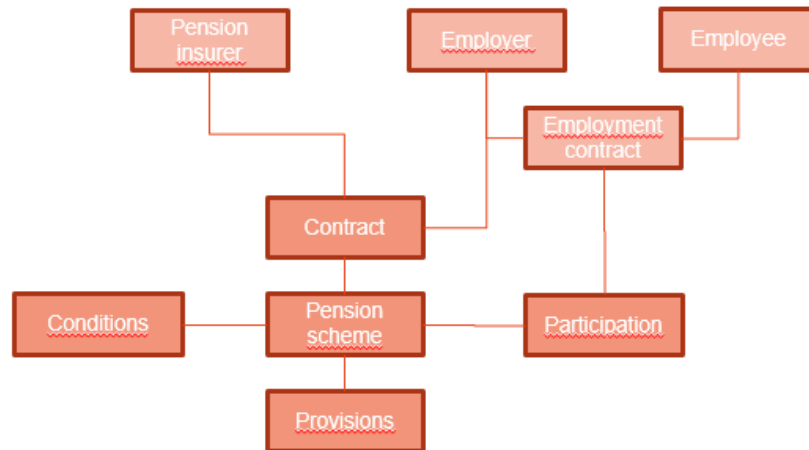 Pension
insurer
Employer
Employee
Employment
contract
Contract
Conditions
Pension
scheme
Participation
Provisions